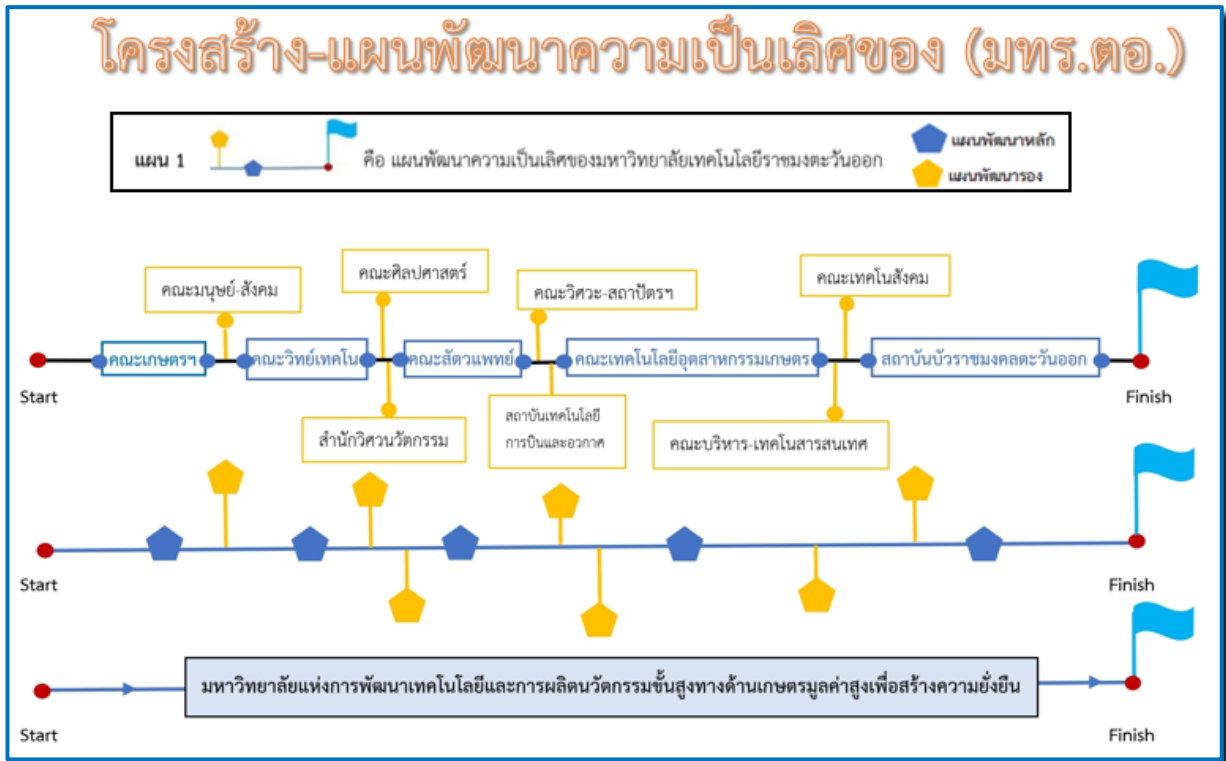 โครงสร้าง-แผนพัฒนาความเป็นเลิศของ (มทร.ตอ.)
แผน 1
คือ แผนพัฒนาความเป็นเลิศของมหาวิทยาลัยเทคโนโลยีราชมงตะวันออก
แผนพัฒนาหลัก
แผนพัฒนารอง
คณะมนุษย์-สังคม
คณะศิลปศาสตร์
คณะวิศวะ-สถาปัตรฯ
คณะเทคโนสังคม
คณะเกษตรฯ
คณะวิทย์เทคโน
คณะสัตวแพทย์
คณะเทคโนโลยีอุตสาหกรรมเกษตร
สถาบันบัวราชมงคลตะวันออก
Start
Finish
สำนักวิศวนวัตกรรม
สถาบันเทคโนโลยี
การบินและอวกาศ
คณะบริหาร-เทคโนสารสนเทศ
Start
Finish
มหาวิทยาลัยแห่งการพัฒนาเทคโนโลยีและการผลิตนวัตกรรมขั้นสูงทางด้านเกษตรมูลค่าสูงเพื่อสร้างความยั่งยืน
Start
Finish